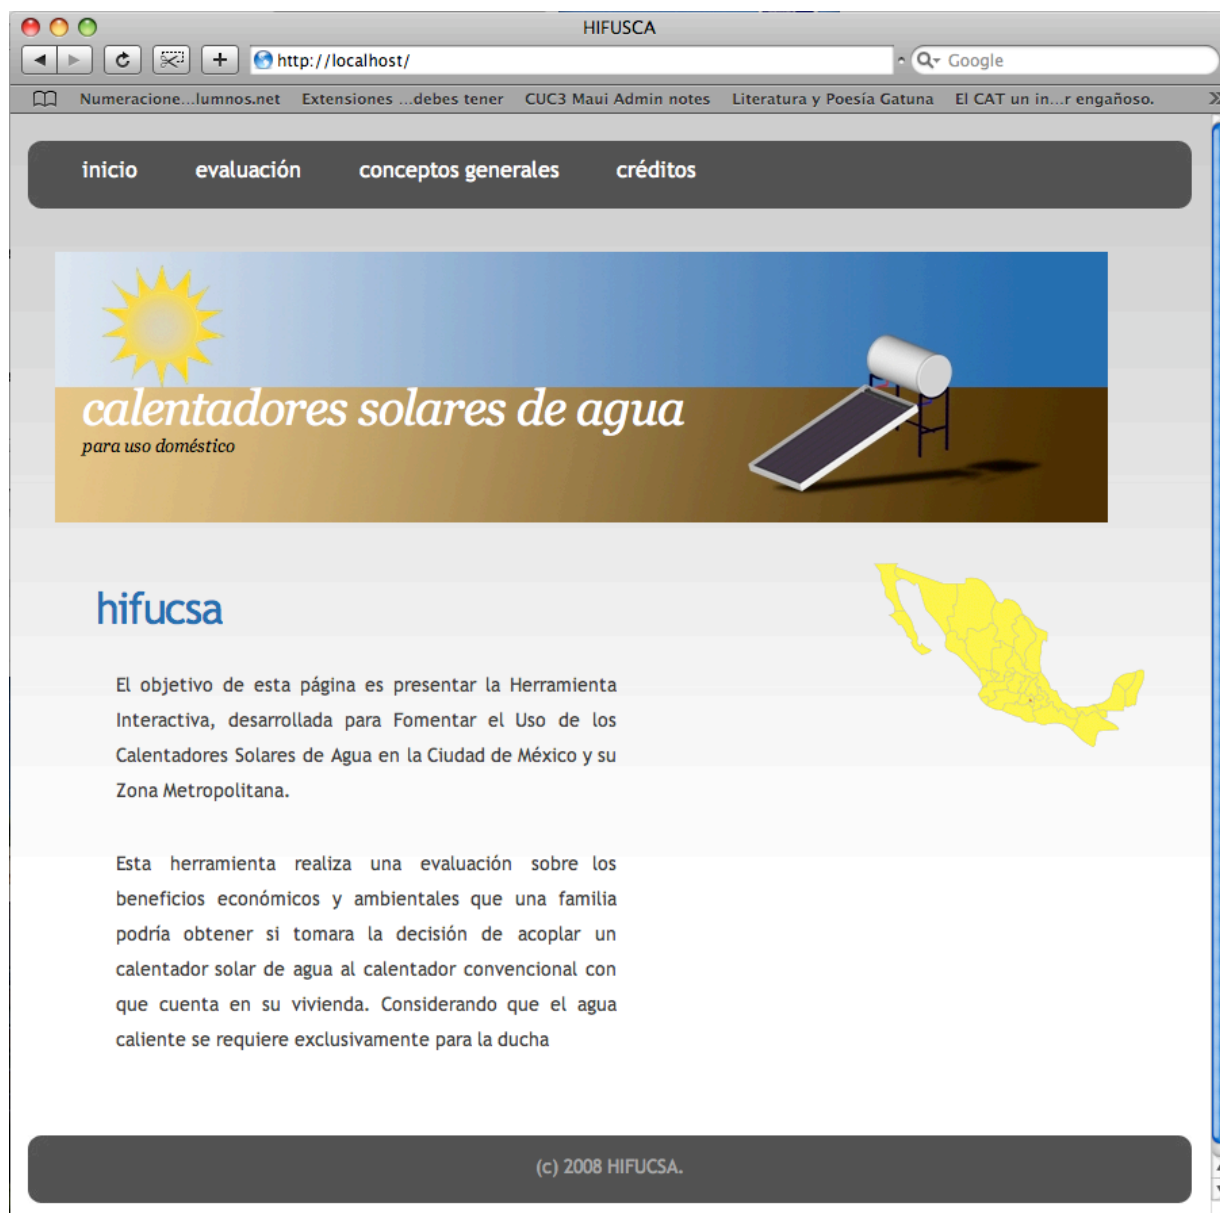 HIFUSCA
http://localhost/
Google
Numeracione...lumnos.net Extensiones ...debes tener CUC3 Maui Admin notes Literatura y Poesía Gatuna El CAT un in...r engañoso.
inicio evaluación conceptos generales créditos
calentadores solares de agua
para uso doméstico
hifucsa
El objetivo de esta página es presentar la Herramienta
Interactiva, desarrollada para Fomentar el Uso de los
Calentadores Solares de Agua en la Ciudad de México y su
Zona Metropolitana.
Esta herramienta realiza una evaluación sobre los
beneficios económicos y ambientales que una familia
podría obtener si tomara la decisión de acoplar un
calentador solar de agua al calentador convencional con
que cuenta en su vivienda. Considerando que el agua
caliente se requiere exclusivamente para la ducha
(c) 2008 HIFUCSA.